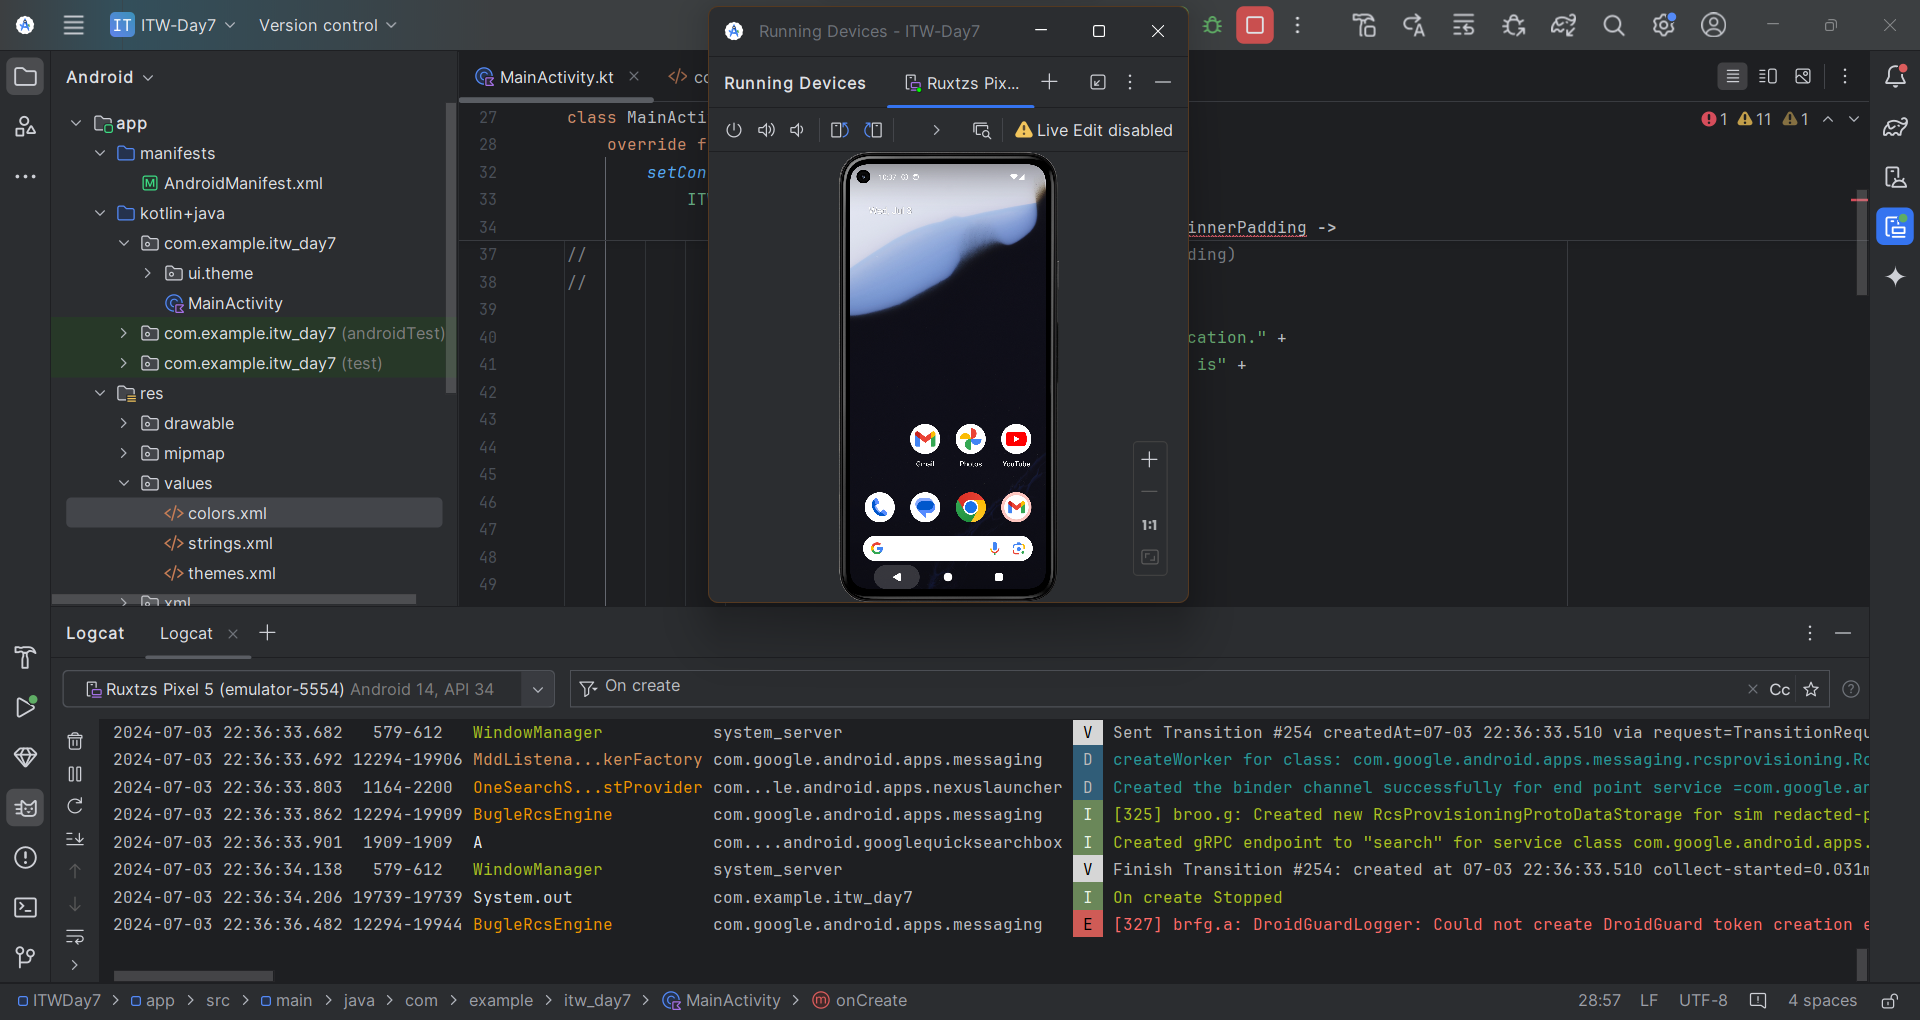 IT ITW-Day7 Version control
Running Devices - ITW-Day7
Android
MainActivity.kt
Running Devices Ruxtzs Pix...
Live Edit disabled
app
manifests
AndroidManifest.xml
kotlin+java
com.example.itw_day7
ui.theme
MainActivity
com.example.itw_day7 (androidTest)
com.example.itw_day7 (test)
res
drawable
mipmap
values
colors.xml
strings.xml
themes.xml
xml
1 11 1
27 class MainActi
28 override f
32 setCon
33 IT
34 innerPadding ->
37 // ding)
38 //
39
40 cation." +
41 is" +
42
43
44
45
46
47
48
49
10:37
Gmail Photos YouTube
1:1
Logcat Logcat
Ruxtzs Pixel 5 (emulator-5554) Android 14, API 34 On create Cc
2024-07-03 22:36:33.682 579-612 WindowManager system_server V Sent Transition #254 createdAt=07-03 22:36:33.510 via request=TransitionRequ
2024-07-03 22:36:33.692 12294-19906 MddListena...kerFactory com.google.android.apps.messaging D createWorker for class: com.google.android.apps.messaging.rcsprovisioning.Rc
2024-07-03 22:36:33.803 1164-2200 OneSearchS...stProvider com...le.android.apps.nexuslauncher D Created the binder channel successfully for end point service =com.google.an
2024-07-03 22:36:33.862 12294-19909 BugleRcsEngine com.google.android.apps.messaging I [325] broo.g: Created new RcsProvisioningProtoDataStorage for sim redacted-p
2024-07-03 22:36:33.901 1909-1909 A com....android.googlequicksearchbox I Created gRPC endpoint to "search" for service class com.google.android.apps.
2024-07-03 22:36:34.138 579-612 WindowManager system_server V Finish Transition #254: created at 07-03 22:36:33.510 collect-started=0.031m
2024-07-03 22:36:34.206 19739-19739 System.out com.example.itw_day7 I On create Stopped
2024-07-03 22:36:36.482 12294-19944 BugleRcsEngine com.google.android.apps.messaging E [327] brfg.a: DroidGuardLogger: Could not create DroidGuard token creation e
ITWDay7 > app > src > main > java > com > example > itw_day7 > MainActivity > onCreate 28:57 LF UTF-8 4 spaces